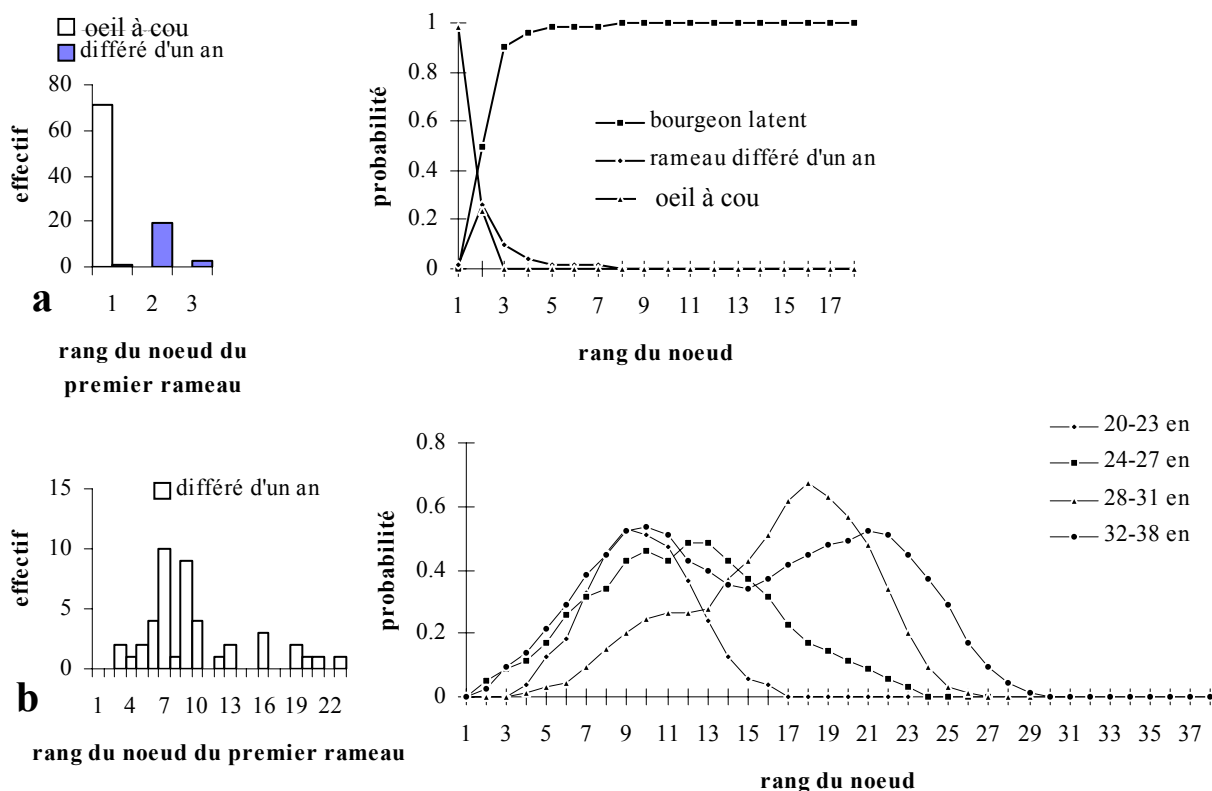 oeil à cou
différé d'un an
effectif
80
60
40
20
0
1 2 3
a
rang du noeud du
premier rameau
probabilité
1
0.8
0.6
0.4
0.2
0
bourgeon latent
rameau différé d'un an
oeil à cou
1 3 5 7 9 11 13 15 17
rang du noeud
effectif
15
10
5
0
différé d'un an
1 4 7 10 13 16 19 22
b
rang du noeud du premier rameau
probabilité
0.8
0.6
0.4
0.2
0
20-23 en
24-27 en
28-31 en
32-38 en
1 3 5 7 9 11 13 15 17 19 21 23 25 27 29 31 33 35 37
rang du noeud